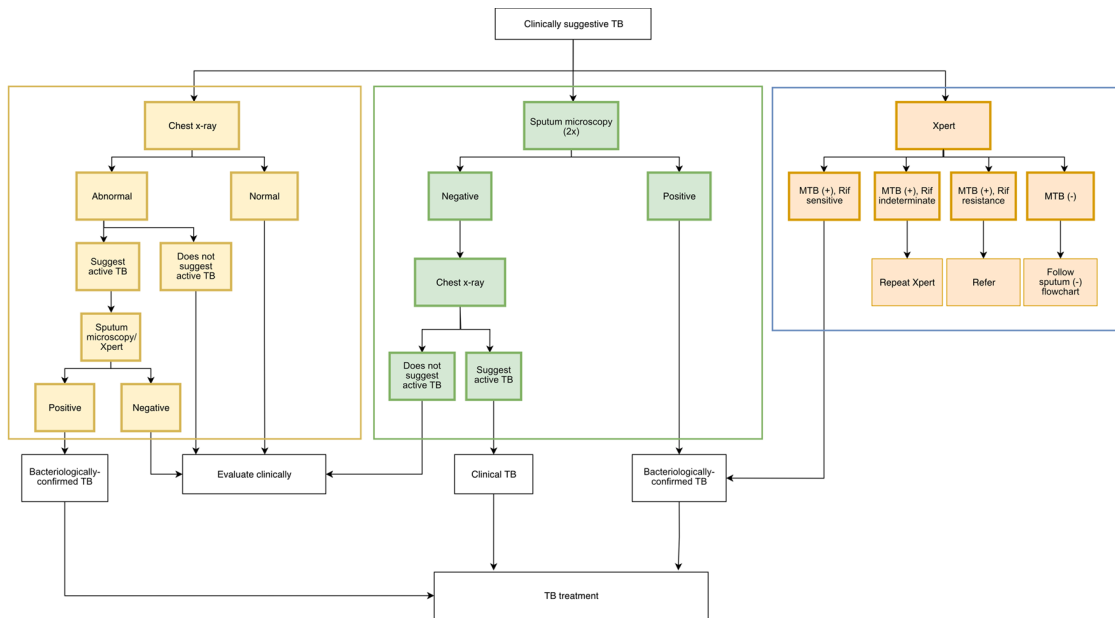 Clinically suggestive TB
Chest x-ray
Sputum microscopy
(2x)
Xpert
Abnormal
Normal
Negative
Positive
MTB (+), Rif
sensitive
MTB (+), Rif
indeterminate
MTB (+), Rif
resistance
MTB (-)
Suggest
active TB
Does not
suggest
active TB
Chest x-ray
Repeat Xpert
Refer
Follow
sputum (-)
flowchart
Sputum
microscopy/
Xpert
Does not
suggest
active TB
Suggest
active TB
Positive
Negative
Bacteriologically-
confirmed TB
Evaluate clinically
Clinical TB
Bacteriologically-
confirmed TB
TB treatment